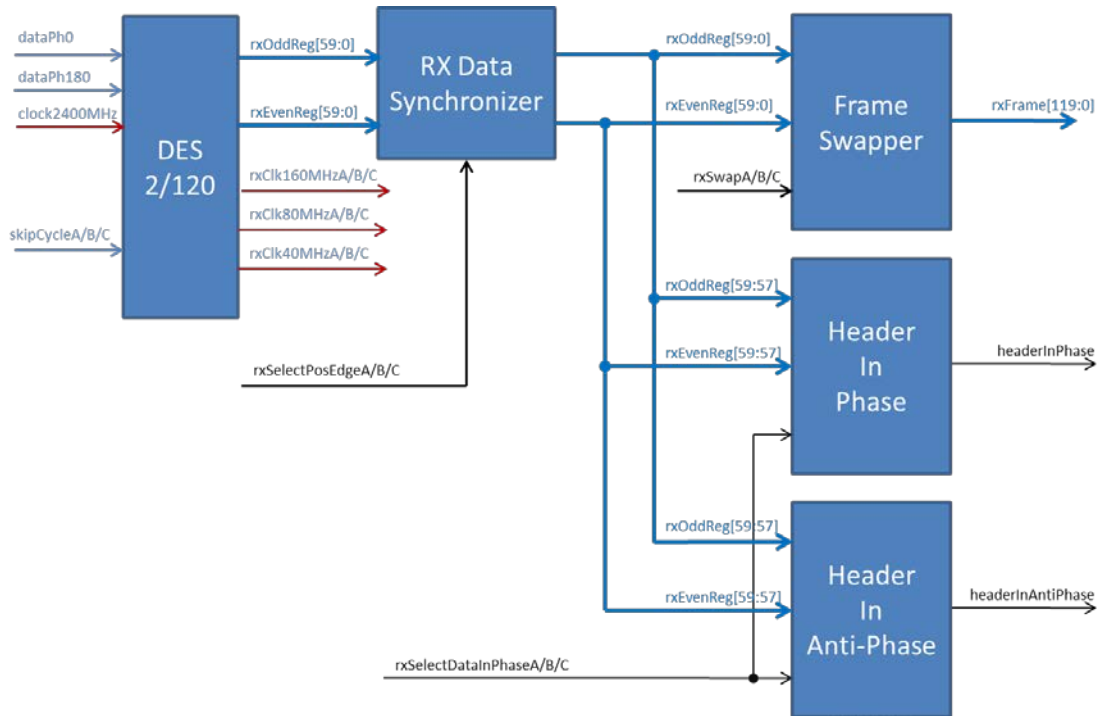 dataPh0
dataPh180
clock2400MHz
skipCycleA/B/C
DES
2/120
rxOddReg[59:0]
rxEvenReg[59:0]
rxClk160MHzA/B/C
rxClk80MHzA/B/C
rxClk40MHzA/B/C
rxSelectPosEdgeA/B/C
RX Data
Synchronizer
rxOddReg[59:0]
rxEvenReg[59:0]
rxSwapA/B/C
Frame
Swapper
rxFrame[119:0]
rxOddReg[59:57]
rxEvenReg[59:57]
Header
In
Phase
headerInPhase
rxOddReg[59:57]
rxEvenReg[59:57]
rxSelectDataInPhaseA/B/C
Header
In
Anti-Phase
headerInAntiPhase